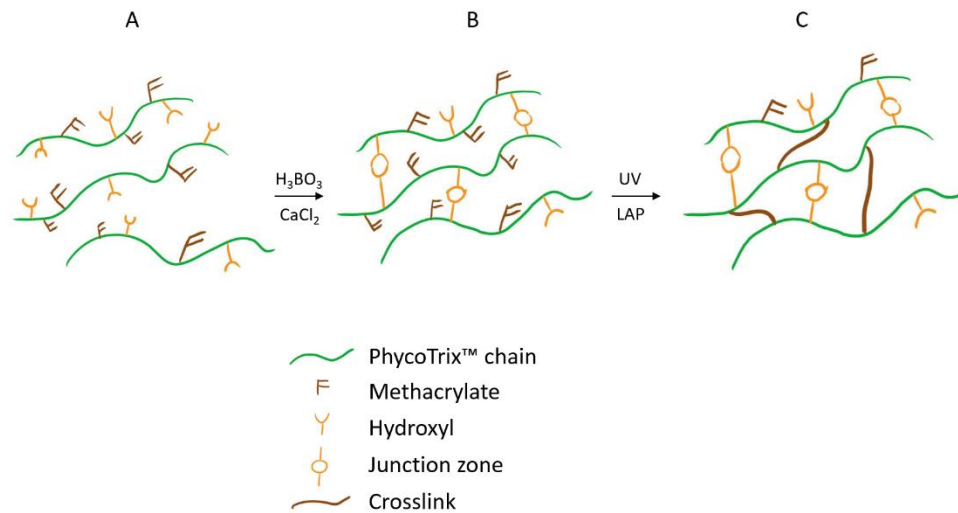 A
B
C
H₃BO₃
CaCl₂
UV
LAP
PhycoTrix™ chain
Methacrylate
Hydroxyl
Junction zone
Crosslink